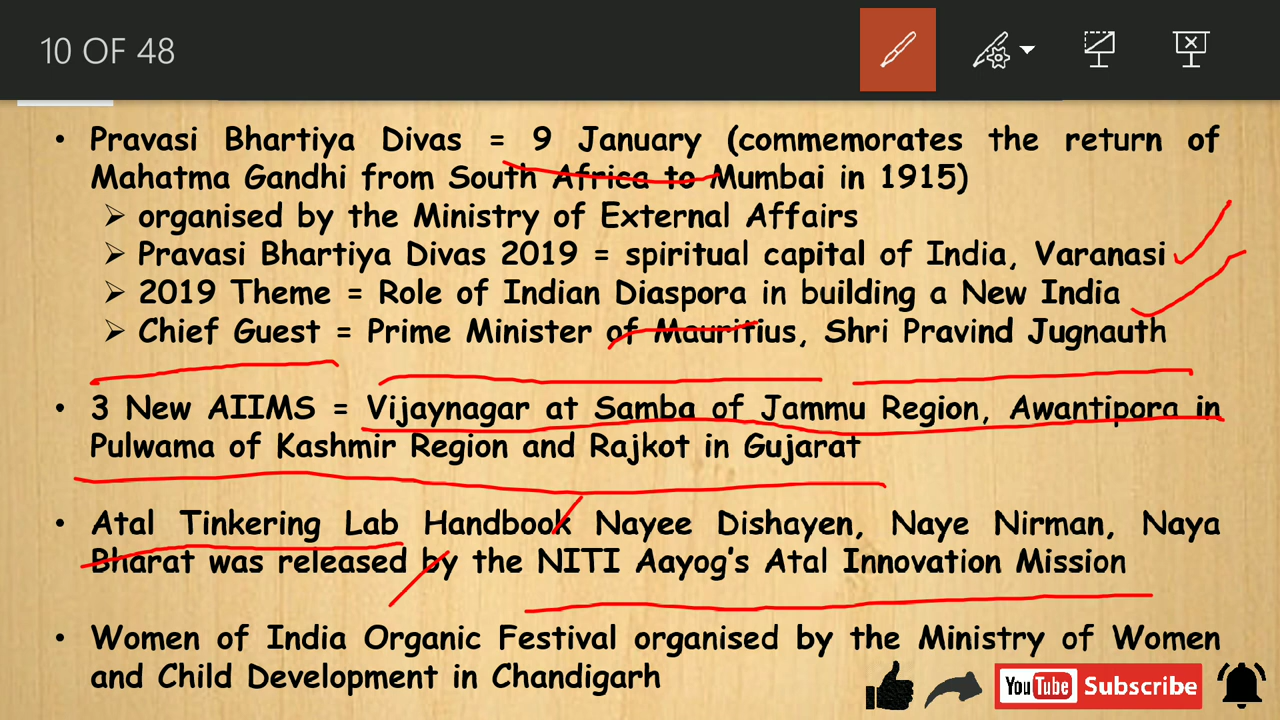 10 OF 48
• Pravasi Bhartiya Divas = 9 January (commemorates the return of
Mahatma Gandhi from South Africa to Mumbai in 1915)
➢ organised by the Ministry of External Affairs
➢ Pravasi Bhartiya Divas 2019 = spiritual capital of India, Varanasi
➢ 2019 Theme = Role of Indian Diaspora in building a New India
➢ Chief Guest = Prime Minister of Mauritius, Shri Pravind Jugnauth
• 3 New AIIMS = Vijaynagar at Samba of Jammu Region, Awantipora in
Pulwama of Kashmir Region and Rajkot in Gujarat
• Atal Tinkering Lab Handbook Nayee Dishayen, Naye Nirman, Naya
Bharat was released by the NITI Aayog's Atal Innovation Mission
• Women of India Organic Festival organised by the Ministry of Women
and Child Development in Chandigarh
YouTube Subscribe